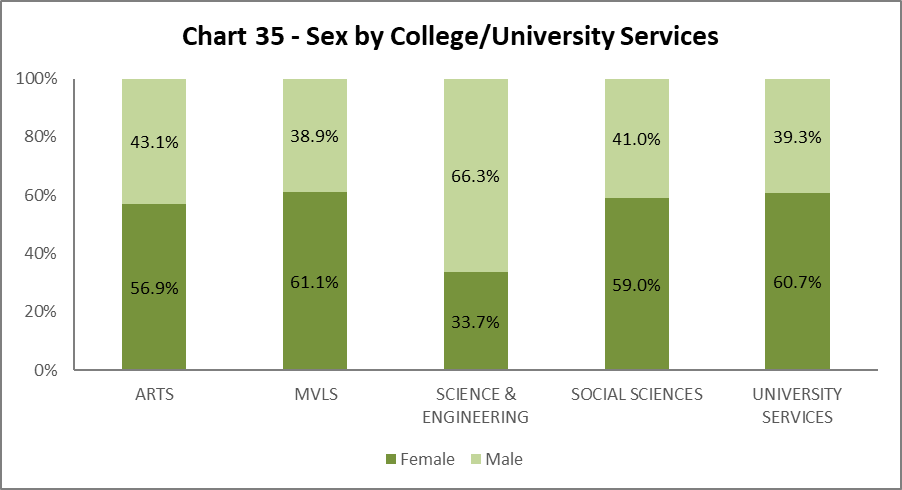 Chart 35 - Sex by College/University Services
100%
80%
60%
40%
20%
0%
43.1%
38.9%
66.3%
41.0%
39.3%
56.9%
61.1%
33.7%
59.0%
60.7%
ARTS
MVLS
SCIENCE &
ENGINEERING
SOCIAL SCIENCES
UNIVERSITY
SERVICES
Female
Male